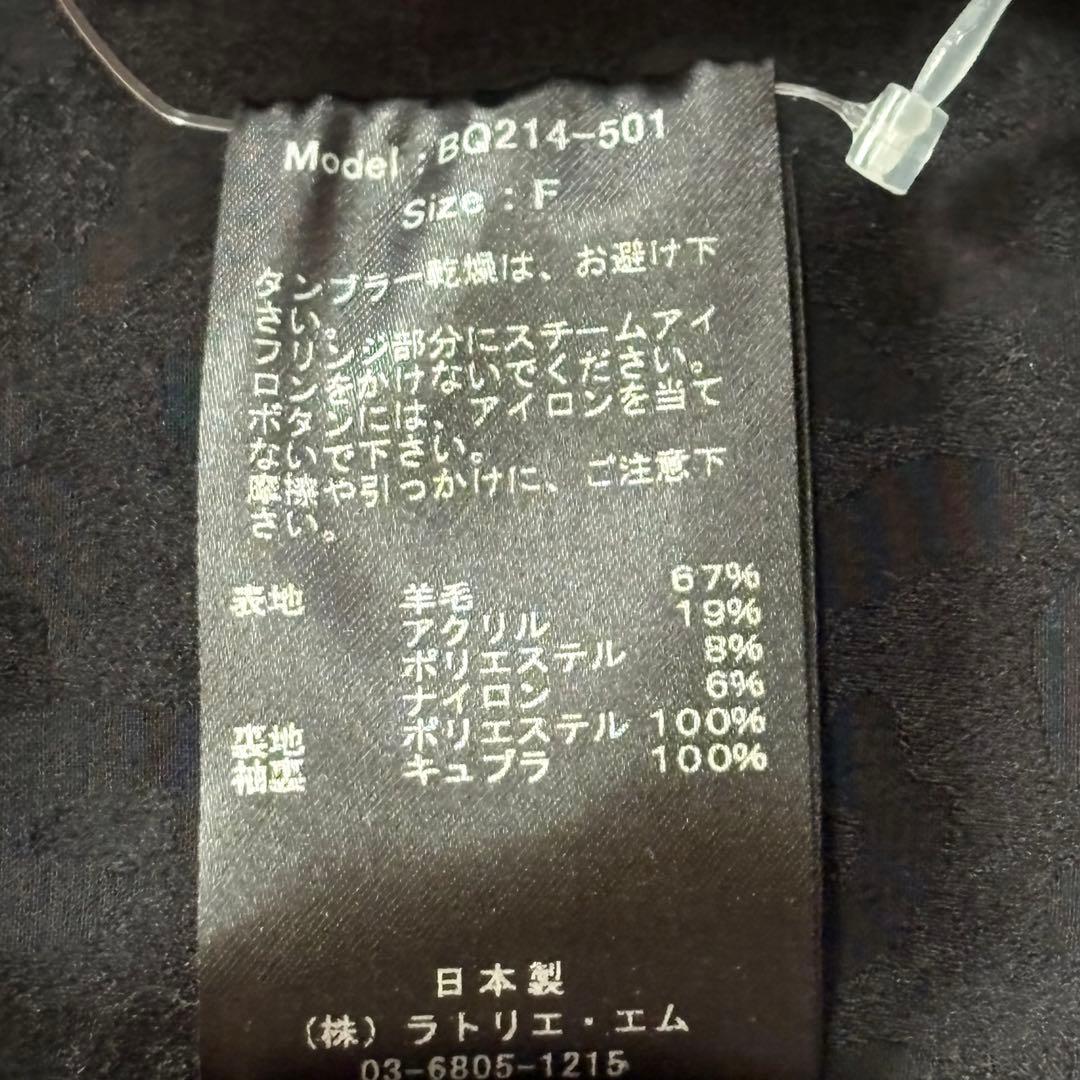 Model : BQ214-501
Size : F
タンブラー乾燥は、お避け下
さい。
フリンジ部分にスチームアイ
ロンをかけないでください。
ボタンには、アイロンを当て
ないで下さい。
摩擦や引っかけに、ご注意下
さい。
表地 羊毛 67%
アクリル 19%
ポリエステル 8%
ナイロン 6%
裏地 ポリエステル 100%
袖裏 キュプラ 100%
日本製
(株) ラトリエ・エム
03-6805-1215